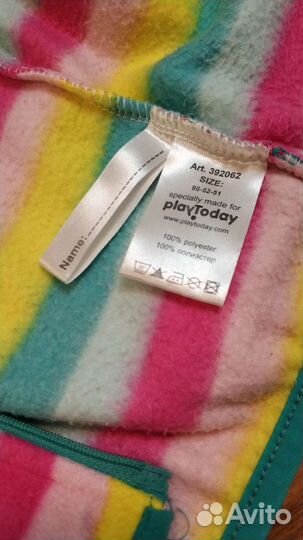 Name:
Art. 392062
SIZE:
98-52-51
specially made for
playToday
www.playtoday.com
100% polyester
100% полиэстер
Avito